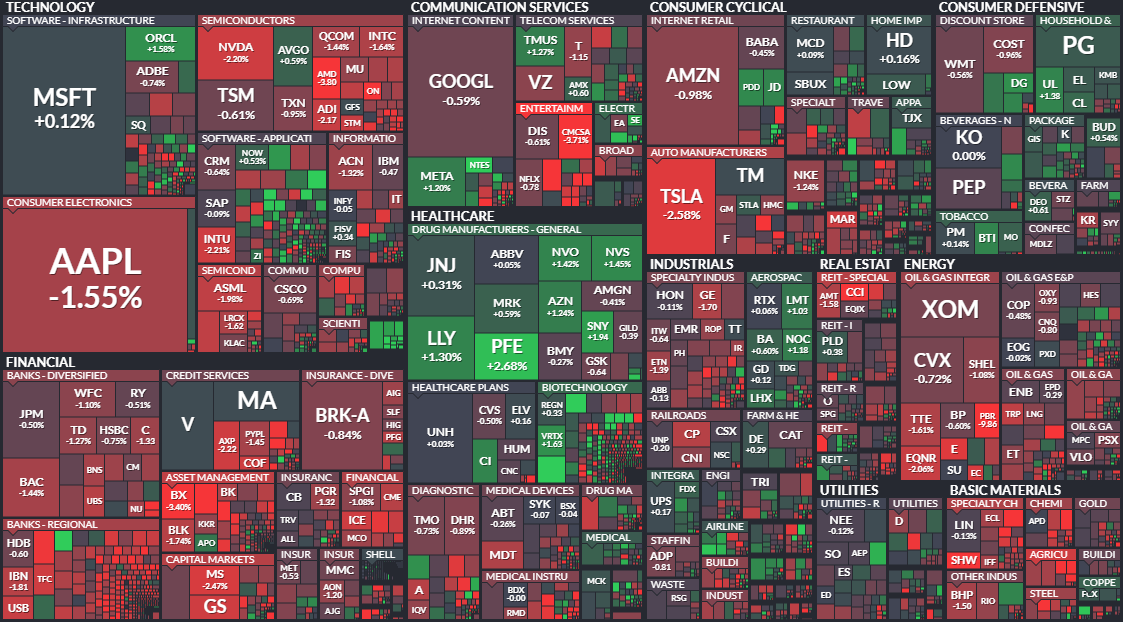 TECHNOLOGY
SOFTWARE - INFRASTRUCTURE
MSFT
+0.12%
ORCL
+1.58%
ADBE
-0.74%
SQ
SEMICONDUCTORS
NVDA
-2.20%
AVGO
+0.59%
QCOM
-1.44%
INTC
-1.64%
TSM
-0.61%
TXN
-0.95%
AMD
-3.80
MU
ON
ADI
-2.17
GFS
STM
SOFTWARE - APPLICATI
CRM
-0.64%
NOW
+0.53%
SAP
-0.09%
INTU
-2.21%
ZI
INFORMATIO
ACN
-1.32%
IBM
-0.47
INFY
-0.05
IT
FISV
+0.34
FIS
CONSUMER ELECTRONICS
AAPL
-1.55%
SEMICOND
ASML
-1.98%
LRCX
-1.62
KLAC
COMMU
CSCO
-0.69%
COMPU
SCIENTI
COMMUNICATION SERVICES
INTERNET CONTENT
GOOGL
-0.59%
META
+1.20%
NTES
TELECOM SERVICES
TMUS
+1.27%
T
-1.15
VZ
AMX
+0.60
ENTERTAINM
DIS
-0.61%
CMCSA
-3.71%
NFLX
-0.78
ELECTR
EA
SE
BROAD
CONSUMER CYCLICAL
INTERNET RETAIL
AMZN
-0.98%
BABA
-0.45%
PDD
JD
RESTAURANT
MCD
+0.09%
SBUX
HOME IMP
HD
+0.16%
LOW
SPECIALT
TRAVE
APPA
TJX
AUTO MANUFACTURERS
TSLA
-2.58%
TM
GM
STLA
HMC
F
NKE
-1.24%
MAR
CONSUMER DEFENSIVE
DISCOUNT STORE
WMT
-0.56%
COST
-0.96%
DG
HOUSEHOLD &
PG
UL
+1.38
EL
KMB
CL
BEVERAGES - N
KO
0.00%
PEP
PACKAGE
GIS
K
BUD
+0.54%
BEVERA
DEO
+0.61
STZ
FARM
TOBACCO
PM
+0.14%
BTI
MO
CONFEC
MDLZ
KR
SYY
HEALTHCARE
DRUG MANUFACTURERS - GENERAL
JNJ
+0.31%
ABBV
+0.05%
NVO
+1.42%
NVS
+1.45%
MRK
+0.59%
AZN
+1.24%
AMGN
-0.41%
LLY
+1.30%
PFE
+2.68%
SNY
+1.94
GILD
-0.39
BMY
-0.27%
GSK
-0.64
HEALTHCARE PLANS
UNH
+0.03%
CVS
-0.50%
ELV
+0.16
CI
HUM
CNC
BIOTECHNOLOGY
REGN
+0.33
VRTX
+1.63
DIAGNOSTIC
TMO
-0.73%
DHR
-0.89%
A
IQV
MEDICAL DEVICES
ABT
-0.26%
SYK
-0.07
BSX
-0.04
MDT
DRUG MA
MEDICAL
MCK
MEDICAL INSTRU
BDX
-0.00
RMD
FINANCIAL
BANKS - DIVERSIFIED
JPM
-0.50%
WFC
-1.10%
RY
-0.51%
TD
-1.27%
HSBC
-0.75%
C
-1.33
BAC
-1.44%
BNS
CM
UBS
NU
BANKS - REGIONAL
HDB
-0.60
IBN
-1.81
TFC
USB
CREDIT SERVICES
V
MA
AXP
-2.22
PYPL
-1.45
COF
INSURANCE - DIVE
BRK-A
-0.84%
AIG
SLF
HIG
PFG
ASSET MANAGEMENT
BX
-3.40%
BK
BLK
-1.74%
KKR
APO
INSURANC
CB
PGR
-1.32
TRV
ALL
FINANCIAL
SPGI
-1.08%
CME
ICE
MCO
CAPITAL MARKETS
MS
-2.47%
GS
INSUR
MET
-0.53
INSUR
MMC
AON
-1.20
AJG
SHELL
INDUSTRIALS
SPECIALTY INDUS
HON
-0.11%
GE
-1.70
ITW
-0.64
EMR
ROP
TT
PH
IR
ETN
-1.39
ABB
-0.13
AEROSPAC
RTX
+0.06%
LMT
+1.03
BA
+0.60%
NOC
+1.18
GD
+0.12
TDG
LHX
RAILROADS
UNP
-0.20
CP
CSX
CNI
NSC
FARM & HE
DE
+0.29
CAT
INTEGRA
UPS
+0.17
FDX
ENGI
TRI
AIRLINE
STAFFIN
ADP
-0.81
BUILDI
WASTE
RSG
INDUST
REAL ESTAT
REIT - SPECIAL
AMT
-1.58
CCI
EQIX
REIT - I
PLD
+0.38
REIT - R
O
SPG
REIT -
REIT -
ENERGY
OIL & GAS INTEGR
XOM
CVX
-0.72%
SHEL
-1.08%
TTE
-1.61%
BP
-0.60%
PBR
-9.86
EQNR
-2.06%
E
SU
EC
OIL & GAS E&P
COP
-0.48%
OXY
-0.93
HES
CNQ
-0.80
EOG
-0.02%
PXD
OIL & GAS
ENB
EPD
-0.29
TRP
LNG
ET
OIL & GA
OIL & GA
MPC
PSX
VLO
UTILITIES
UTILITIES - R
NEE
-0.12%
SO
AEP
ES
ED
UTILITIES
D
BASIC MATERIALS
SPECIALTY CH
LIN
-0.13%
ECL
SHW
IFF
CHEMI
APD
GOLD
AGRICU
BUILDI
OTHER INDUS
BHP
-1.50
RIO
STEEL
COPPE
FCX